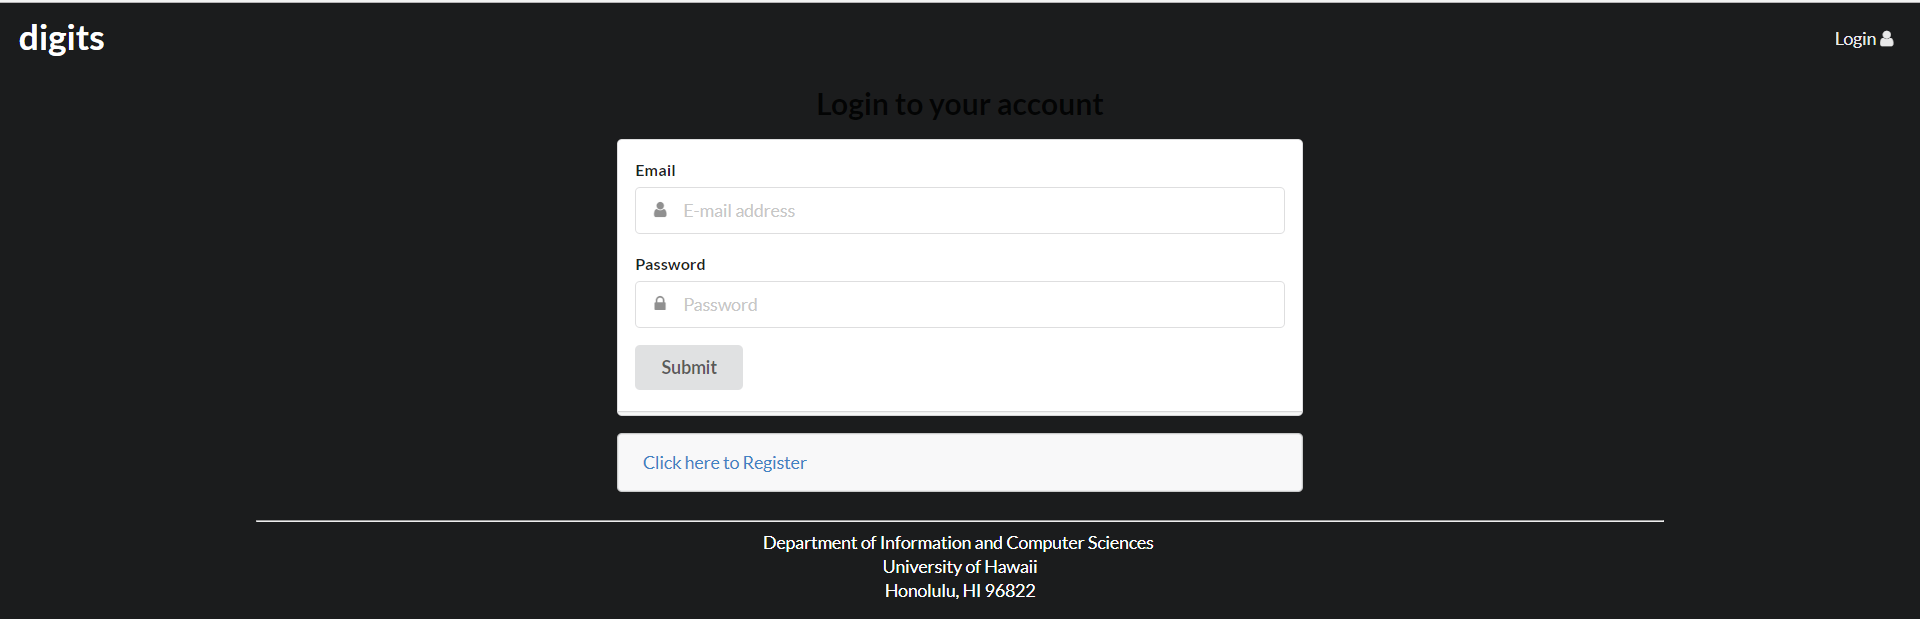 digits
Login
Login to your account
Email
E-mail address
Password
Password
Submit
Click here to Register
Department of Information and Computer Sciences
University of Hawaii
Honolulu, HI 96822